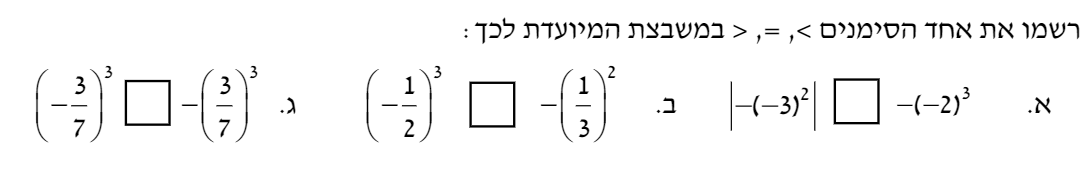 רשמו את אחד הסימנים >, =, < במשבצת המיועדת לכך:
א. |-(-3)²| □ -(-2)³ ב. (-1/2)³ □ -(1/3)² ג. (-3/7)³ □ -(3/7)³